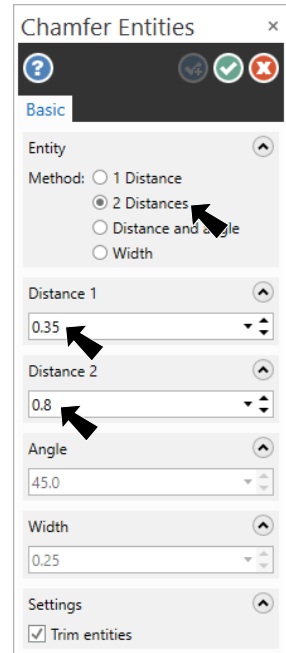 Chamfer Entities
Basic
Entity
Method: 1 Distance
2 Distances
Distance and angle
Width
Distance 1
0.35
Distance 2
0.8
Angle
45.0
Width
0.25
Settings
Trim entities